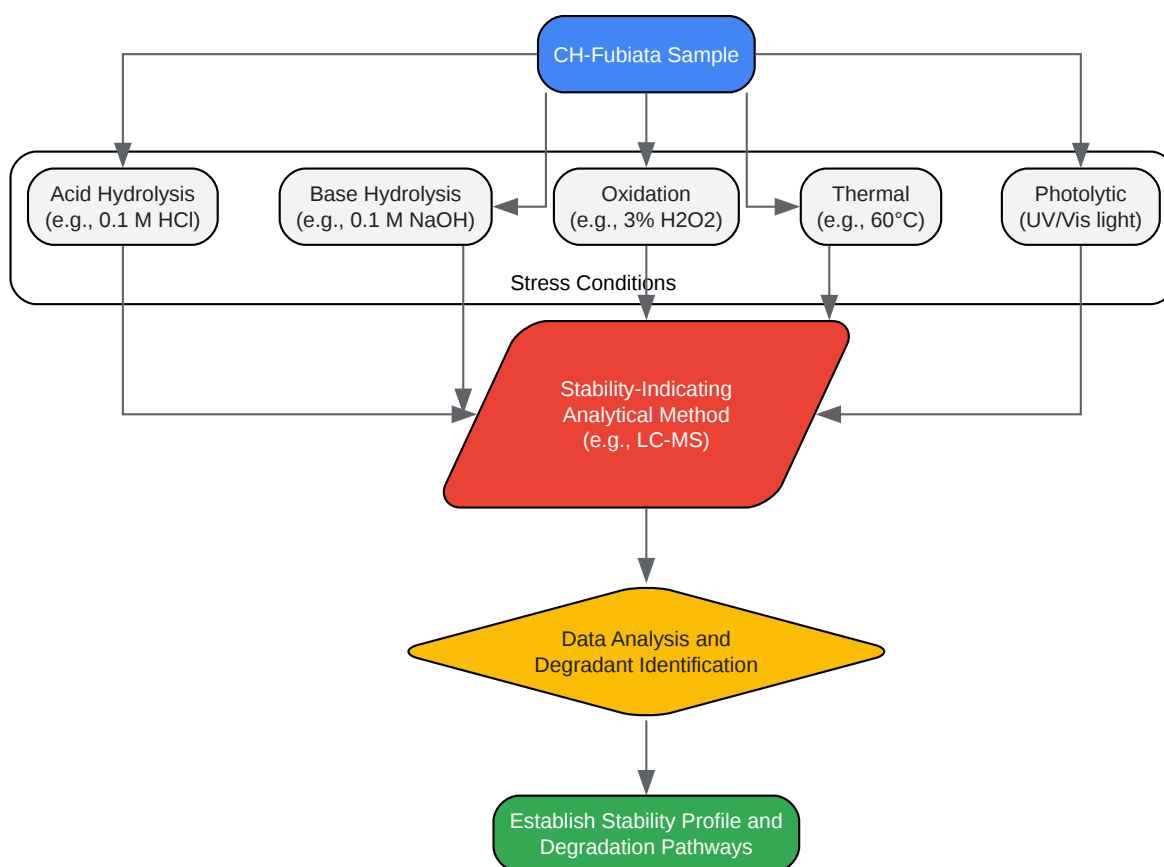 CH-Fubiata Sample
Acid Hydrolysis
(e.g., 0.1 M HCl)
Base Hydrolysis
(e.g., 0.1 M NaOH)
Oxidation
(e.g., 3% H2O2)
Thermal
(e.g., 60°C)
Photolytic
(UV/Vis light)
Stress Conditions
Stability-Indicating
Analytical Method
(e.g., LC-MS)
Data Analysis and
Degradant Identification
Establish Stability Profile and
Degradation Pathways